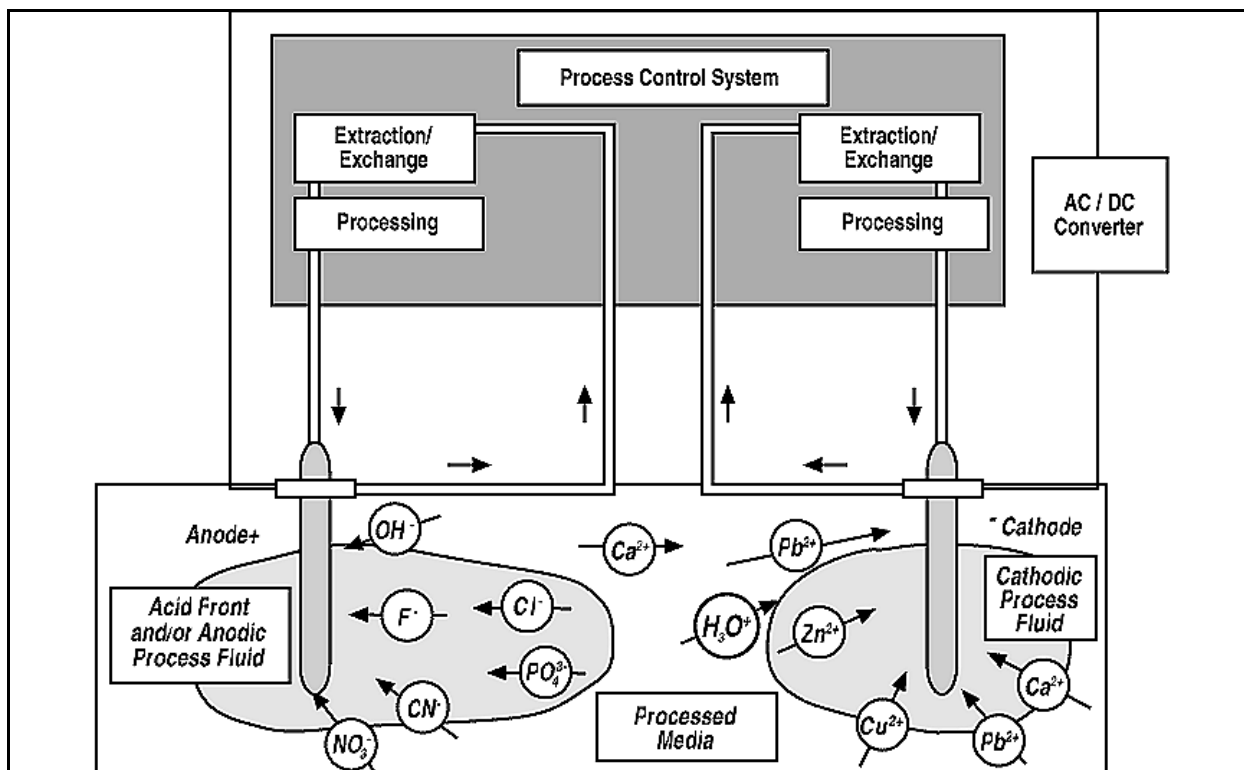 Process Control System
Extraction/
Exchange
Extraction/
Exchange
Processing
Processing
AC / DC
Converter
Anode+
OH⁻
Ca²⁺
Pb²⁺
⁻ Cathode
Acid Front
and/or Anodic
Process Fluid
F⁻
Cl⁻
H₃O⁺
Zn²⁺
Cathodic
Process
Fluid
PO₄³⁻
CN⁻
NO₃⁻
Processed
Media
Cu²⁺
Pb²⁺
Ca²⁺